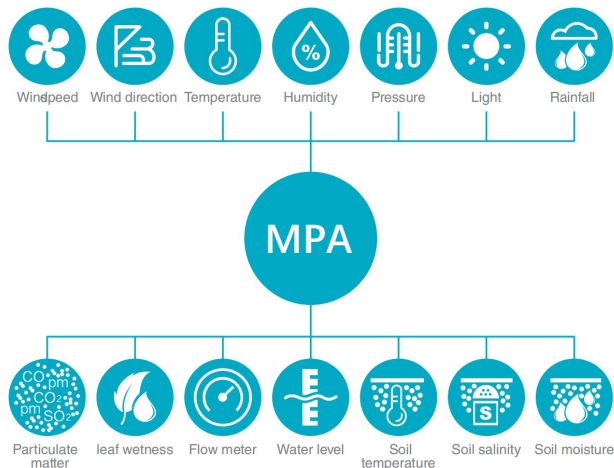 %
Windspeed Wind direction Temperature Humidity Pressure Light Rainfall
MPA
CO pm
CO₂
pm SO₂
S
Particulate matter
leaf wetness
Flow meter
Water level
Soil temperature
Soil salinity
Soil moisture